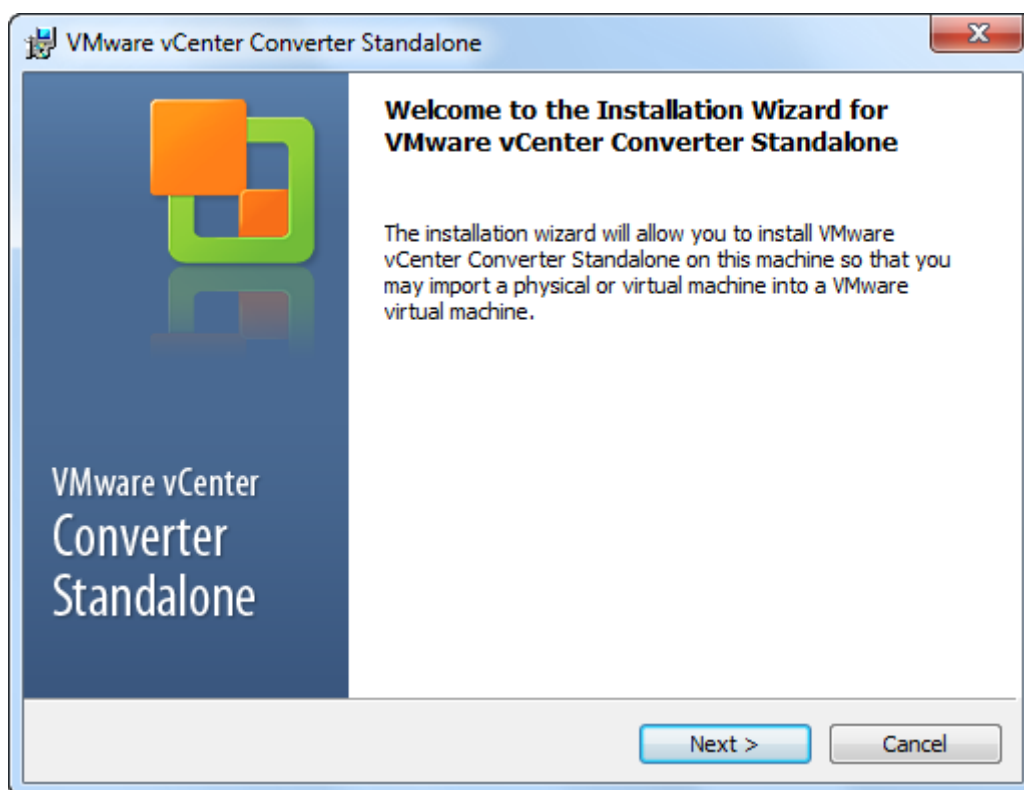 VMware vCenter Converter Standalone
Welcome to the Installation Wizard for
VMware vCenter Converter Standalone
The installation wizard will allow you to install VMware
vCenter Converter Standalone on this machine so that you
may import a physical or virtual machine into a VMware
virtual machine.
VMware vCenter
Converter
Standalone
Next >
Cancel